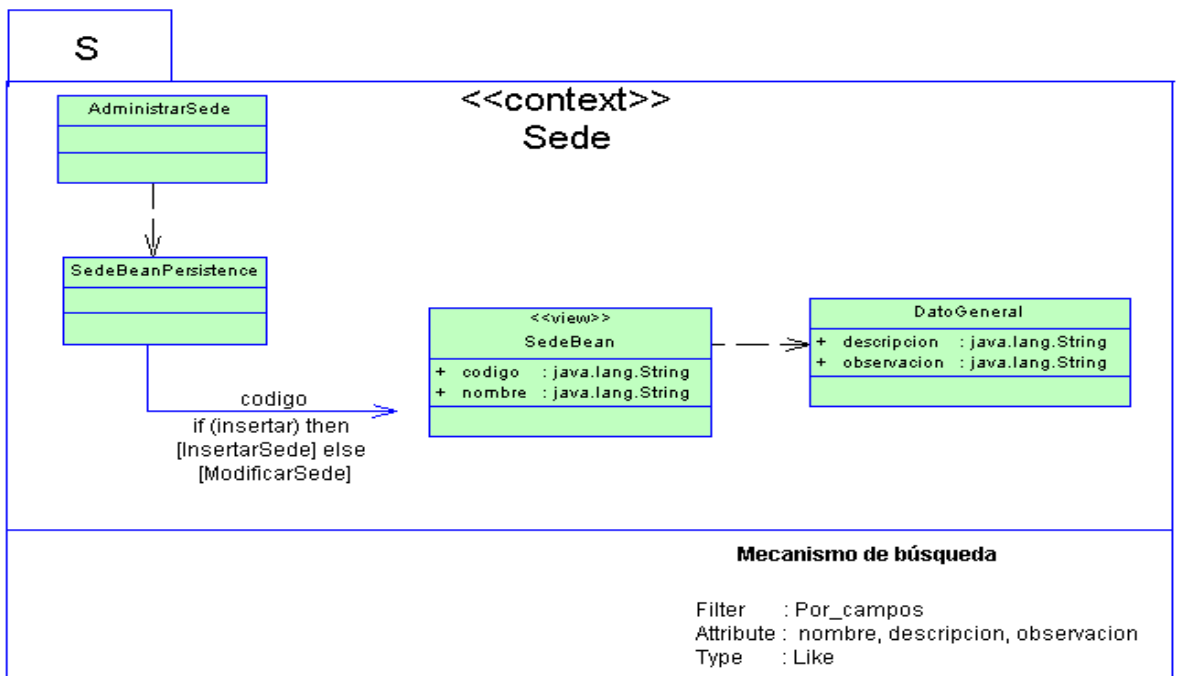 S
<<context>>
Sede
AdministrarSede
SedeBeanPersistence
codigo
if (insertar) then
[InsertarSede] else
[ModificarSede]
<<view>>
SedeBean
+ codigo : java.lang.String
+ nombre : java.lang.String
DatoGeneral
+ descripcion : java.lang.String
+ observacion : java.lang.String
Mecanismo de búsqueda
Filter : Por_campos
Attribute : nombre, descripcion, observacion
Type : Like